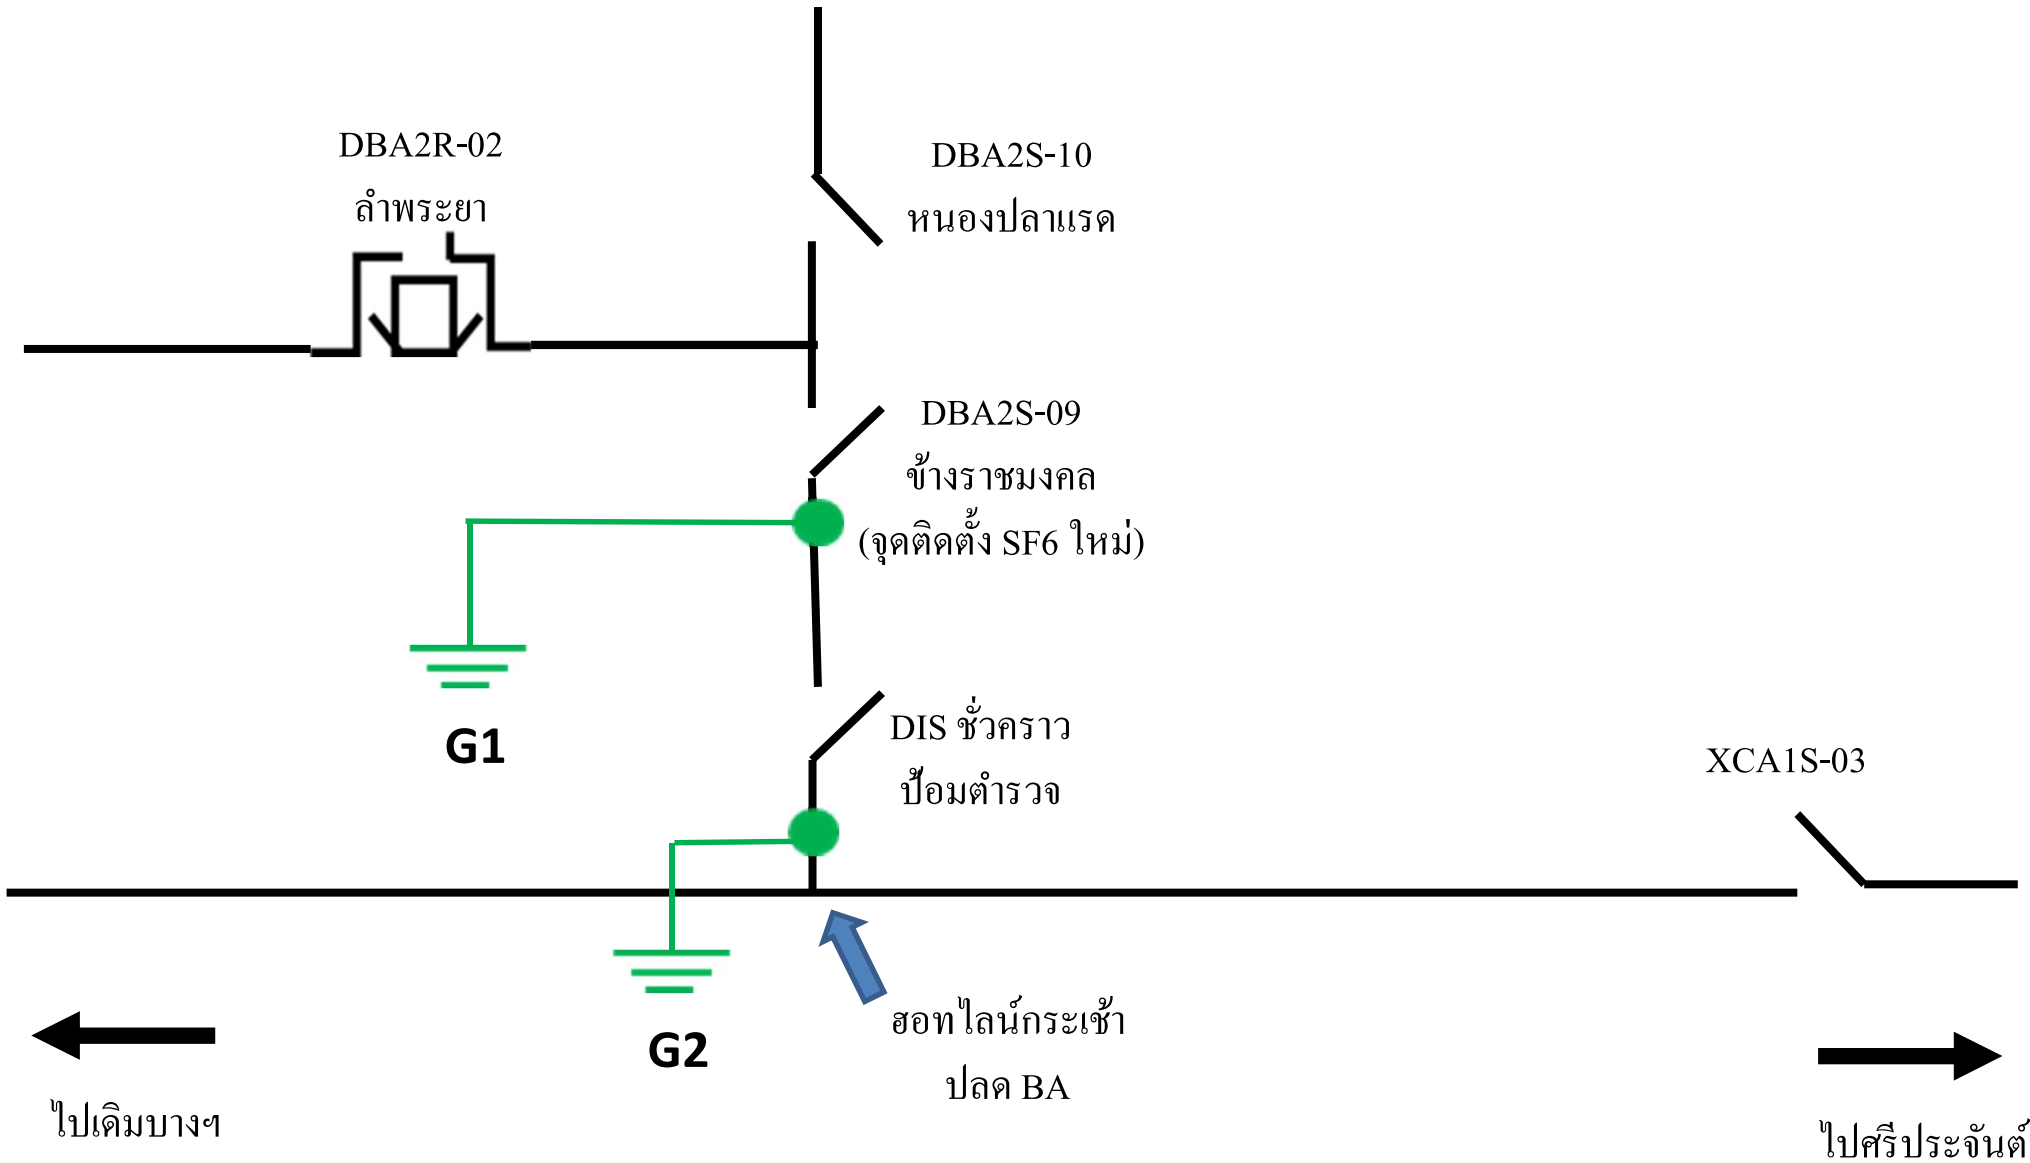 DBA2R-02
ลำพระยา
DBA2S-10
หนองปลาแรด
DBA2S-09
ข้างราชมงคล
(จุดติดตั้ง SF6 ใหม่)
G1
DIS ชั่วคราว
ป้อมตำรวจ
XCA1S-03
G2
ฮอทไลน์กระเช้า
ปลด BA
ไปเดิมบางฯ
ไปศรีประจันต์